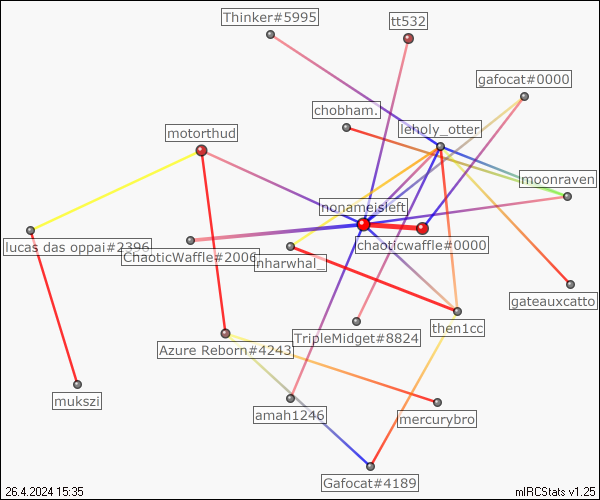 Thinker#5995
tt532
gafocat#0000
chobham.
leholy_otter
motorthud
moonraven
nonameisleft
chaoticwaffle#0000
lucas das oppai#2396
ChaoticWaffle#2006
nharwhal_
gateauxcatto
then1cc
TripleMidget#8824
Azure Reborn#4243
mukszi
amah1246
mercurybro
Gafocat#4189
26.4.2024 15:35
mIRCStats v1.25